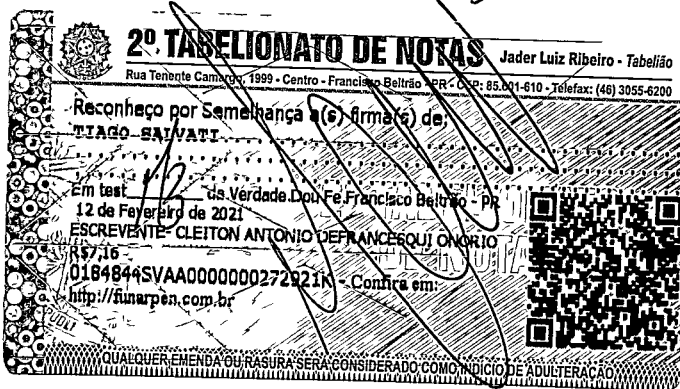 2º TABELIONATO DE NOTAS Jader Luiz Ribeiro - Tabelião
Rua Tenente Camargo, 1999 - Centro - Francisco Beltrão - PR - CEP: 85.601-610 - Telefax: (46) 3055-6200
Reconheço por Semelhança a(s) firma(s) de:
TIAGO SALVATI
Em test da Verdade.Dou Fe.Francisco Beltrão - PR
12 de Fevereiro de 2021
ESCREVENTE- CLEITON ANTONIO DEFRANCESQUI ONORIO
R$7,16
0184844SVAA0000000272921K - Confira em:
http://funarpen.com.br
QUALQUER EMENDA OU RASURA SERÁ CONSIDERADO COMO INDÍCIO DE ADULTERAÇÃO